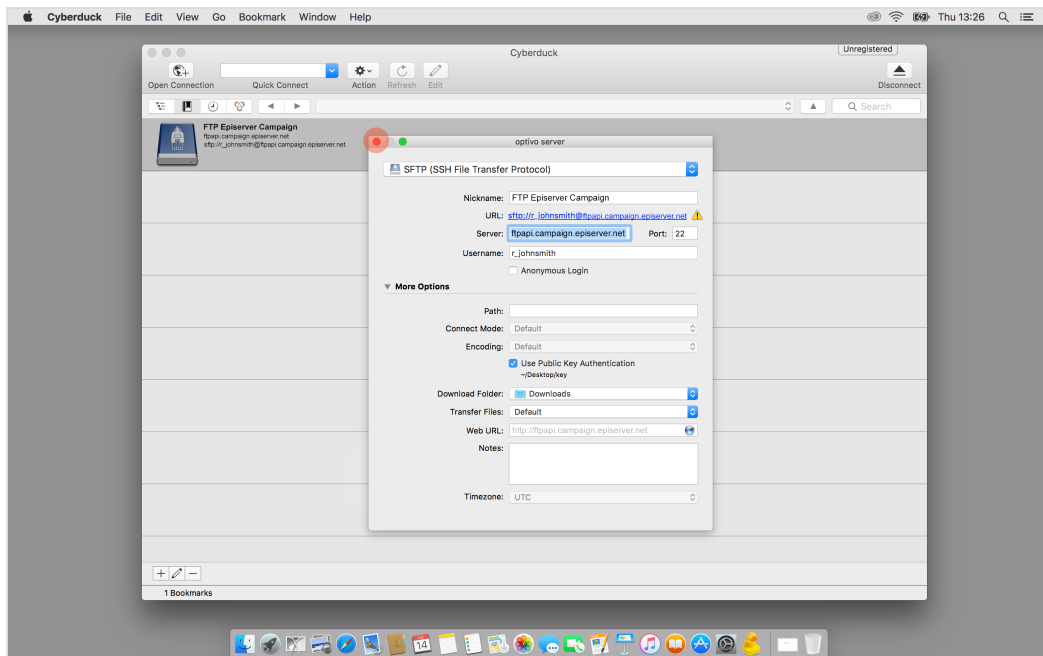 Cyberduck File Edit View Go Bookmark Window Help Thu 13:26
Cyberduck
Unregistered
Open Connection Quick Connect Action Refresh Edit Disconnect
Search
FTP Episerver Campaign
ftpapi.campaign.episerver.net
sftp://r_johnsmith@ftpapi.campaign.episerver.net
optivo server
SFTP (SSH File Transfer Protocol)
Nickname: FTP Episerver Campaign
URL: sftp://r_johnsmith@ftpapi.campaign.episerver.net
Server: ftpapi.campaign.episerver.net Port: 22
Username: r_johnsmith
Anonymous Login
More Options
Path:
Connect Mode: Default
Encoding: Default
Use Public Key Authentication
~/Desktop/key
Download Folder: Downloads
Transfer Files: Default
Web URL: http://ftpapi.campaign.episerver.net
Notes:
Timezone: UTC
1 Bookmarks
14